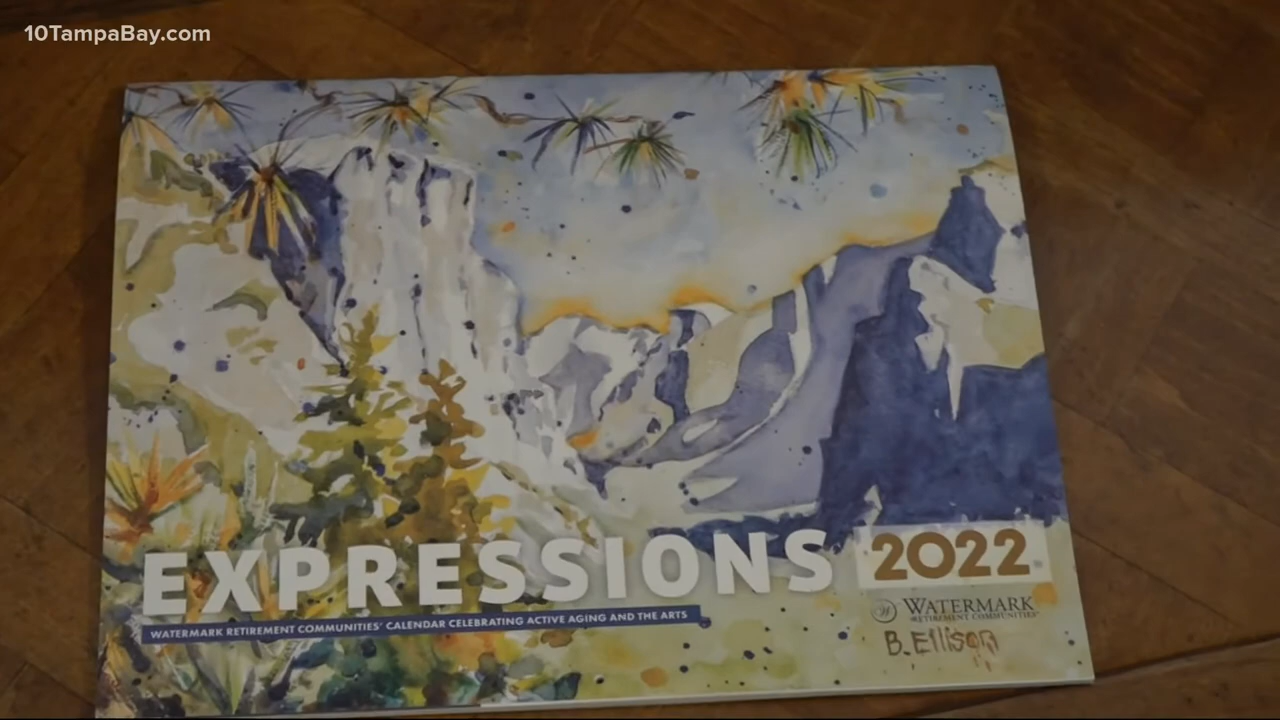 10TampaBay.com
EXPRESSIONS 2022
WATERMARK RETIREMENT COMMUNITIES' CALENDAR CELEBRATING ACTIVE AGING AND THE ARTS
WATERMARK
RETIREMENT COMMUNITIES
B. Ellison